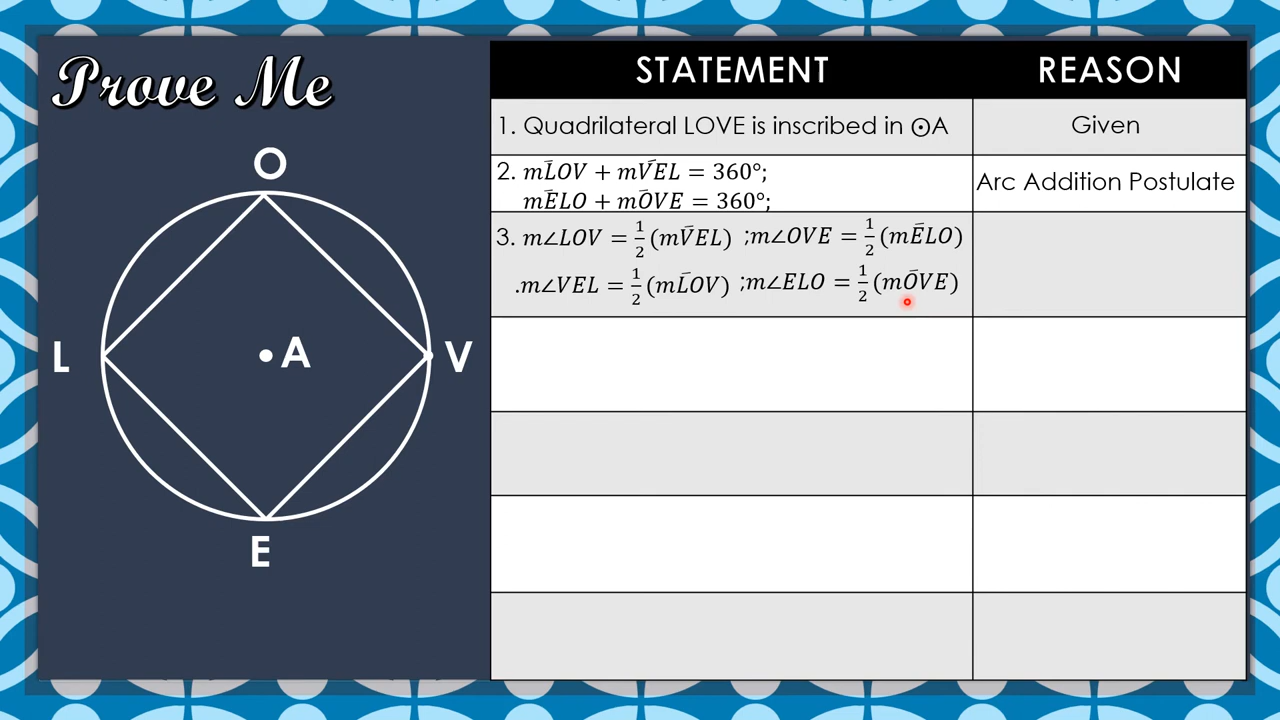 Prove Me
O
L
A
V
E
STATEMENT REASON
1. Quadrilateral LOVE is inscribed in ⊙A Given
2. mL̄OV + mV̄EL = 360°;
mĒLO + mŌVE = 360°;
Arc Addition Postulate
3. m∠LOV = 1/2 (mV̄EL) ;m∠OVE = 1/2 (mĒLO)
.m∠VEL = 1/2 (mL̄OV) ;m∠ELO = 1/2 (mŌVE)